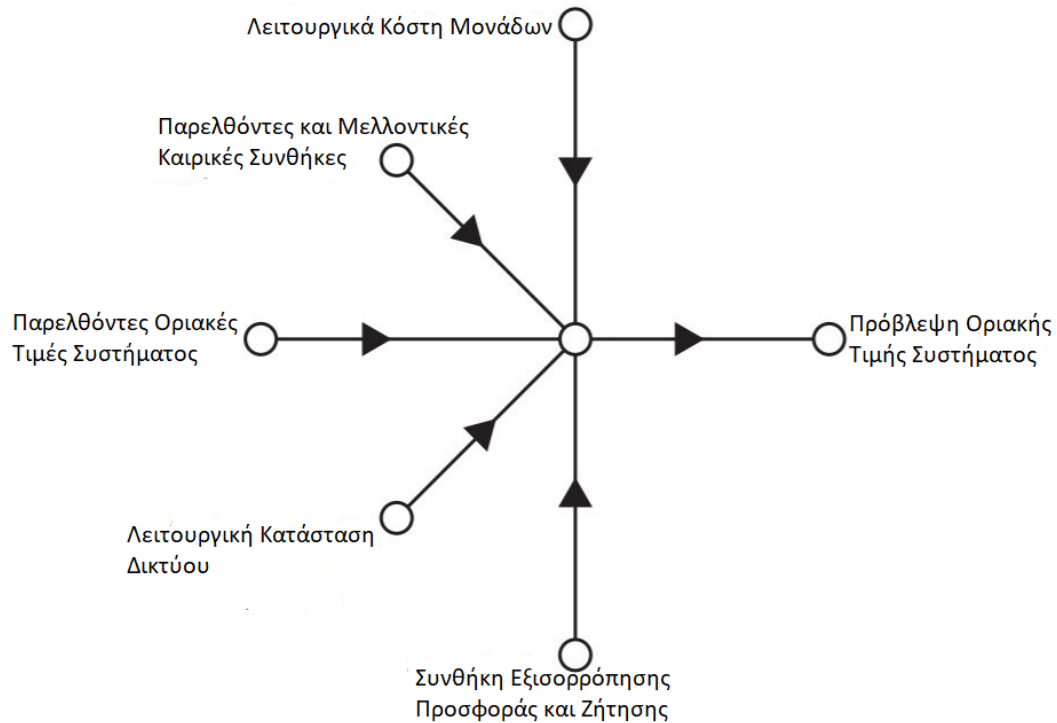 Λειτουργικά Κόστη Μονάδων
Παρελθόντες και Μελλοντικές
Καιρικές Συνθήκες
Παρελθόντες Οριακές
Τιμές Συστήματος
Πρόβλεψη Οριακής
Τιμής Συστήματος
Λειτουργική Κατάσταση
Δικτύου
Συνθήκη Εξισορρόπησης
Προσφοράς και Ζήτησης